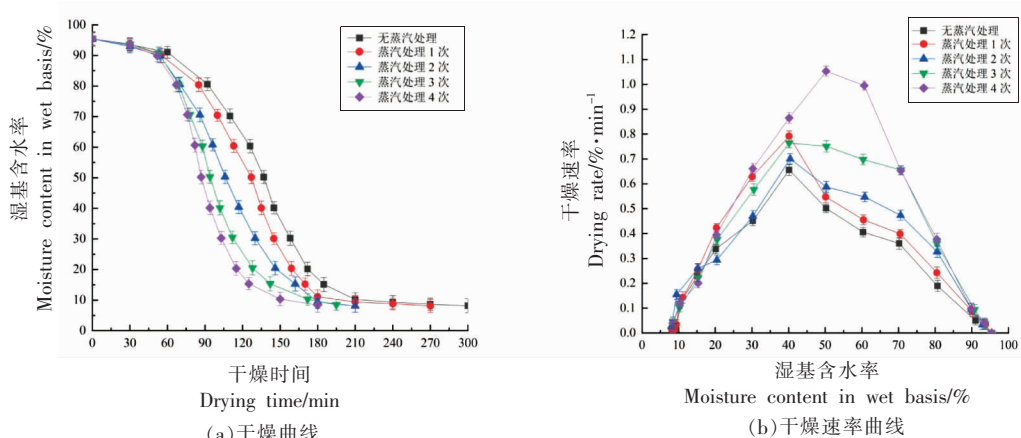 100
90
80
70
60
50
40
30
20
10
0
湿基含水率
Moisture content in wet basis/%
无蒸汽处理
蒸汽处理1次
蒸汽处理2次
蒸汽处理3次
蒸汽处理4次
0 30 60 90 120 150 180 210 240 270 300
干燥时间
Drying time/min
(a)干燥曲线
1.2
1.1
1.0
0.9
0.8
0.7
0.6
0.5
0.4
0.3
0.2
0.1
0.0
干燥速率
Drying rate/%·min⁻¹
无蒸汽处理
蒸汽处理1次
蒸汽处理2次
蒸汽处理3次
蒸汽处理4次
0 10 20 30 40 50 60 70 80 90 100
湿基含水率
Moisture content in wet basis/%
(b)干燥速率曲线